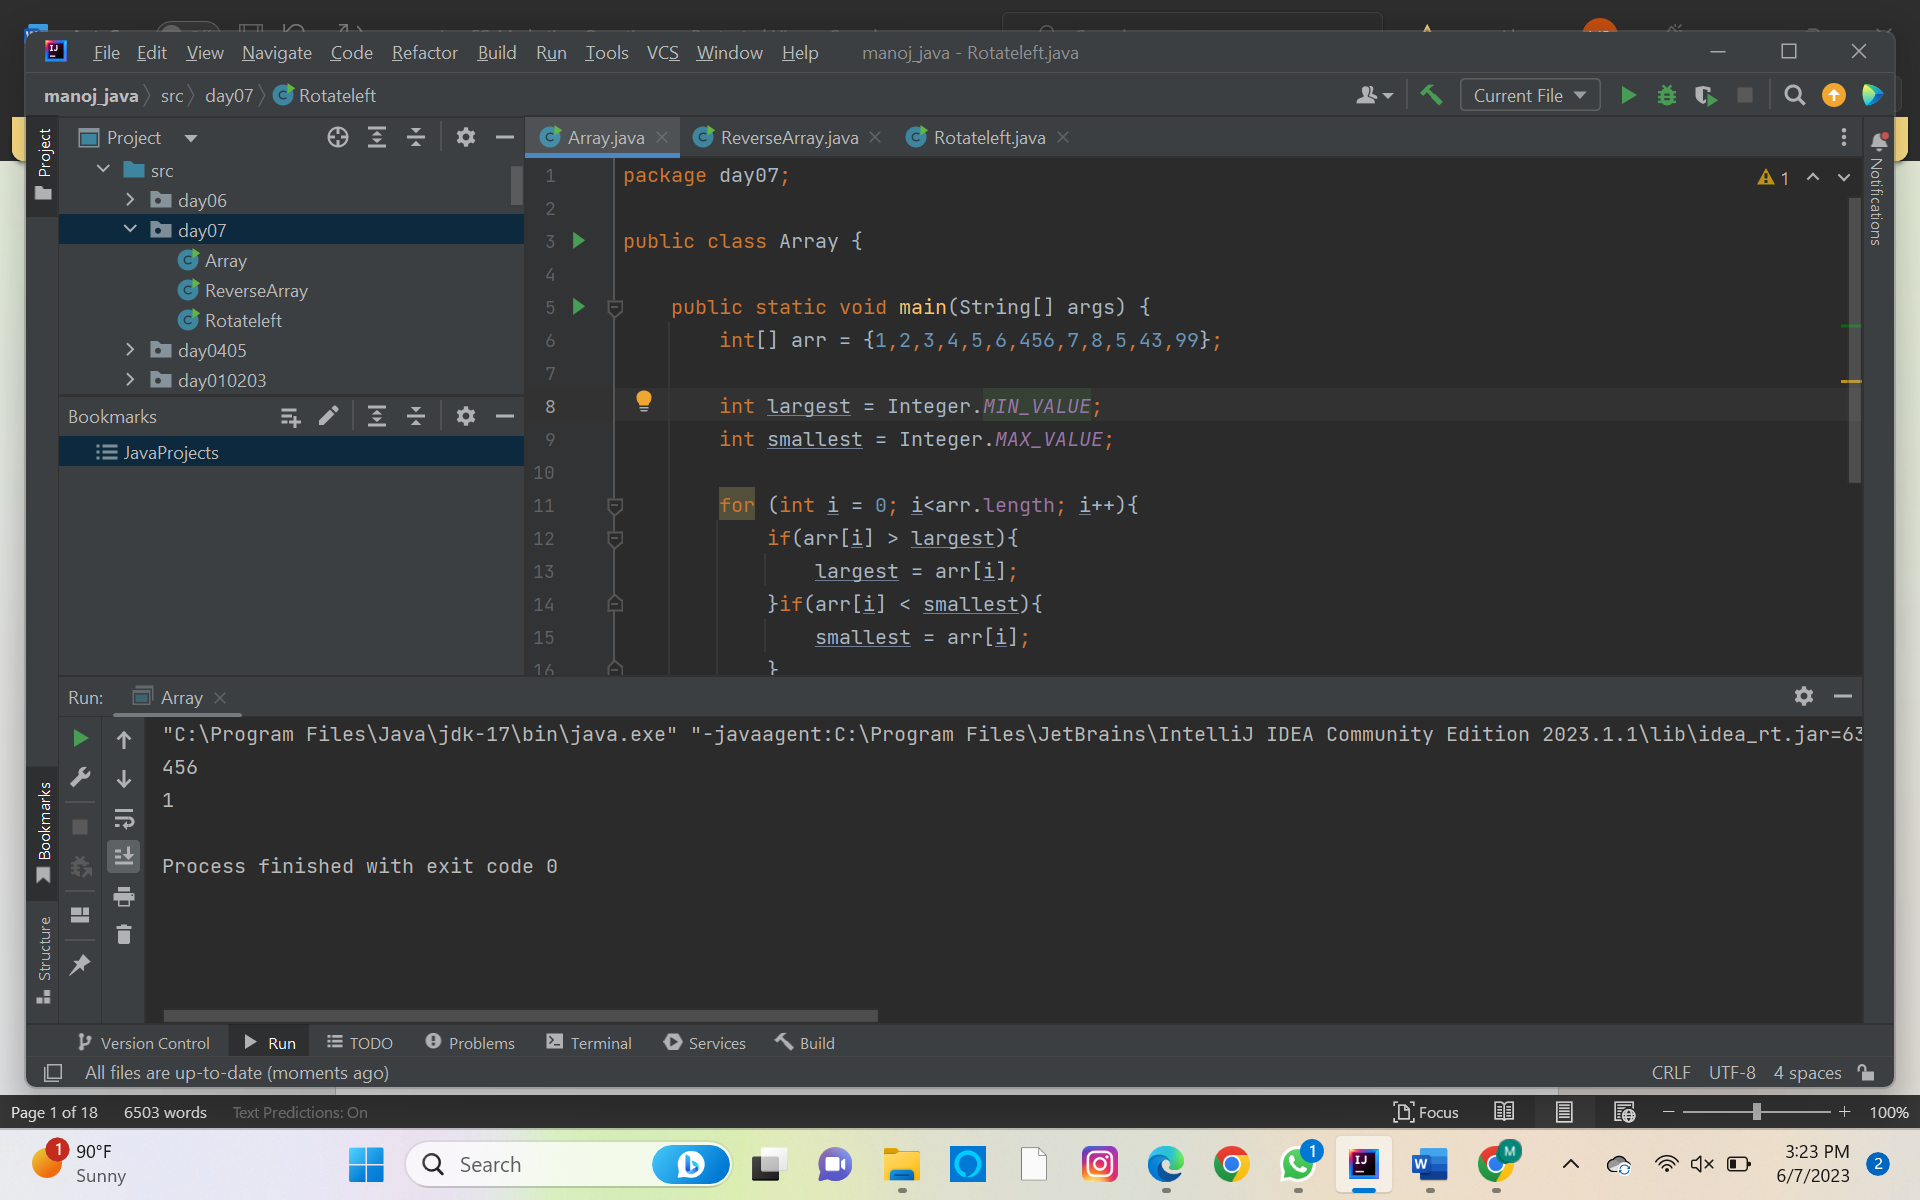 File Edit View Navigate Code Refactor Build Run Tools VCS Window Help manoj_java - Rotateleft.java
manoj_java src day07 Rotateleft Current File
Project
Project
src
day06
day07
Array
ReverseArray
Rotateleft
day0405
day010203
Bookmarks
JavaProjects
Array.java ReverseArray.java Rotateleft.java
Notifications
1
1 package day07;
2
3 public class Array {
4
5 public static void main(String[] args) {
6 int[] arr = {1,2,3,4,5,6,456,7,8,5,43,99};
7
8 int largest = Integer.MIN_VALUE;
9 int smallest = Integer.MAX_VALUE;
10
11 for (int i = 0; i<arr.length; i++){
12 if(arr[i] > largest){
13 largest = arr[i];
14 }if(arr[i] < smallest){
15 smallest = arr[i];
16 }
Run: Array
"C:\Program Files\Java\jdk-17\bin\java.exe" "-javaagent:C:\Program Files\JetBrains\IntelliJ IDEA Community Edition 2023.1.1\lib\idea_rt.jar=63
456
1
Process finished with exit code 0
Bookmarks
Structure
Version Control Run TODO Problems Terminal Services Build
All files are up-to-date (moments ago) CRLF UTF-8 4 spaces
Page 1 of 18 6503 words Text Predictions: On Focus 100%
1 90°F
Sunny
Search
1
M
3:23 PM
6/7/2023
2